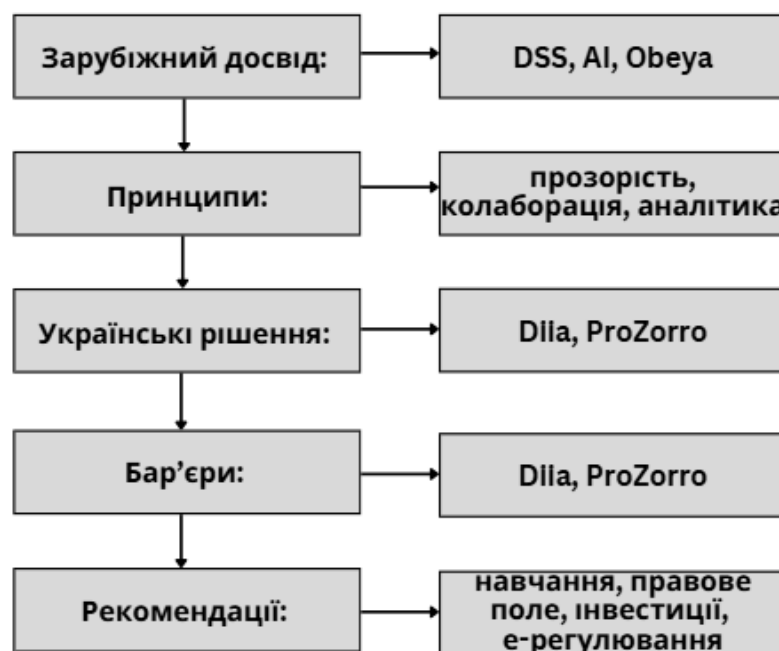 Зарубіжний досвід:
DSS, AI, Obeya
Принципи:
прозорість,
колаборація, аналітика
Українські рішення:
Diia, ProZorro
Бар’єри:
Diia, ProZorro
Рекомендації:
навчання, правове
поле, інвестиції,
е-регулювання